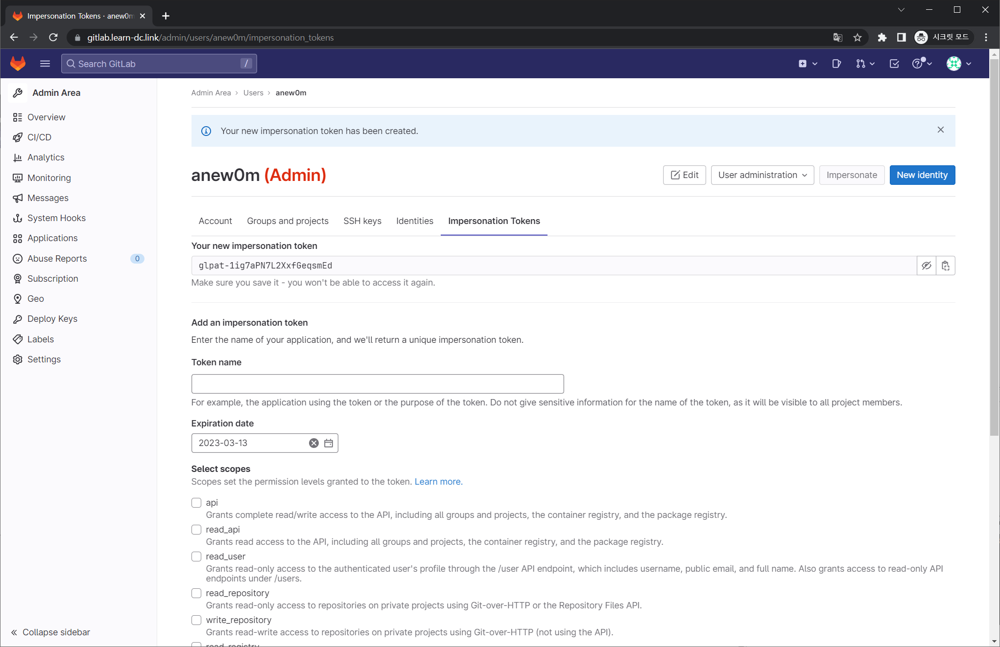 Impersonation Tokens · anew0m
gitlab.learn-dc.link/admin/users/anew0m/impersonation_tokens
시크릿 모드
Search GitLab
/
Admin Area
Overview
CI/CD
Analytics
Monitoring
Messages
System Hooks
Applications
Abuse Reports 0
Subscription
Geo
Deploy Keys
Labels
Settings
Collapse sidebar
Admin Area › Users › anew0m
Your new impersonation token has been created.
anew0m (Admin)
Edit
User administration
Impersonate
New identity
Account
Groups and projects
SSH keys
Identities
Impersonation Tokens
Your new impersonation token
glpat-1ig7aPN7L2XxfGeqsmEd
Make sure you save it - you won't be able to access it again.
Add an impersonation token
Enter the name of your application, and we'll return a unique impersonation token.
Token name
For example, the application using the token or the purpose of the token. Do not give sensitive information for the name of the token, as it will be visible to all project members.
Expiration date
2023-03-13
Select scopes
Scopes set the permission levels granted to the token. Learn more.
api
Grants complete read/write access to the API, including all groups and projects, the container registry, and the package registry.
read_api
Grants read access to the API, including all groups and projects, the container registry, and the package registry.
read_user
Grants read-only access to the authenticated user's profile through the /user API endpoint, which includes username, public email, and full name. Also grants access to read-only API
endpoints under /users.
read_repository
Grants read-only access to repositories on private projects using Git-over-HTTP or the Repository Files API.
write_repository
Grants read-write access to repositories on private projects using Git-over-HTTP (not using the API).
read_registry